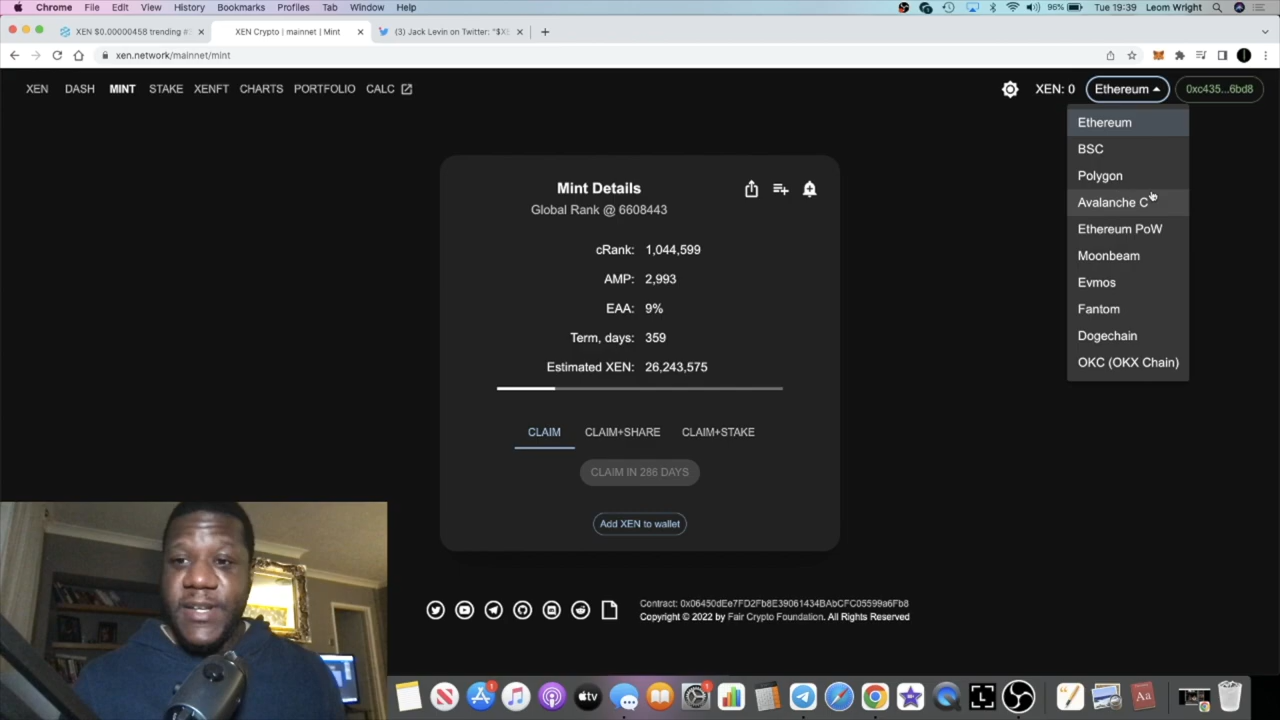 Chrome File Edit View History Bookmarks Profiles Tab Window Help 96% Tue 19:39 Leom Wright
XEN $0.00000458 trending # XEN Crypto | mainnet | Mint (3) Jack Levin on Twitter: "$XE
xen.network/mainnet/mint
XEN DASH MINT STAKE XENFT CHARTS PORTFOLIO CALC XEN: 0 Ethereum 0xc435...6bd8
Ethereum
BSC
Polygon
Avalanche C
Ethereum PoW
Moonbeam
Evmos
Fantom
Dogechain
OKC (OKX Chain)
Mint Details
Global Rank @ 6608443
cRank: 1,044,599
AMP: 2,993
EAA: 9%
Term, days: 359
Estimated XEN: 26,243,575
CLAIM CLAIM+SHARE CLAIM+STAKE
CLAIM IN 286 DAYS
Add XEN to wallet
Contract: 0x06450dEe7FD2Fb8E39061434BAbCFC05599a6Fb8
Copyright © 2022 by Fair Crypto Foundation. All Rights Reserved
tv
Aa